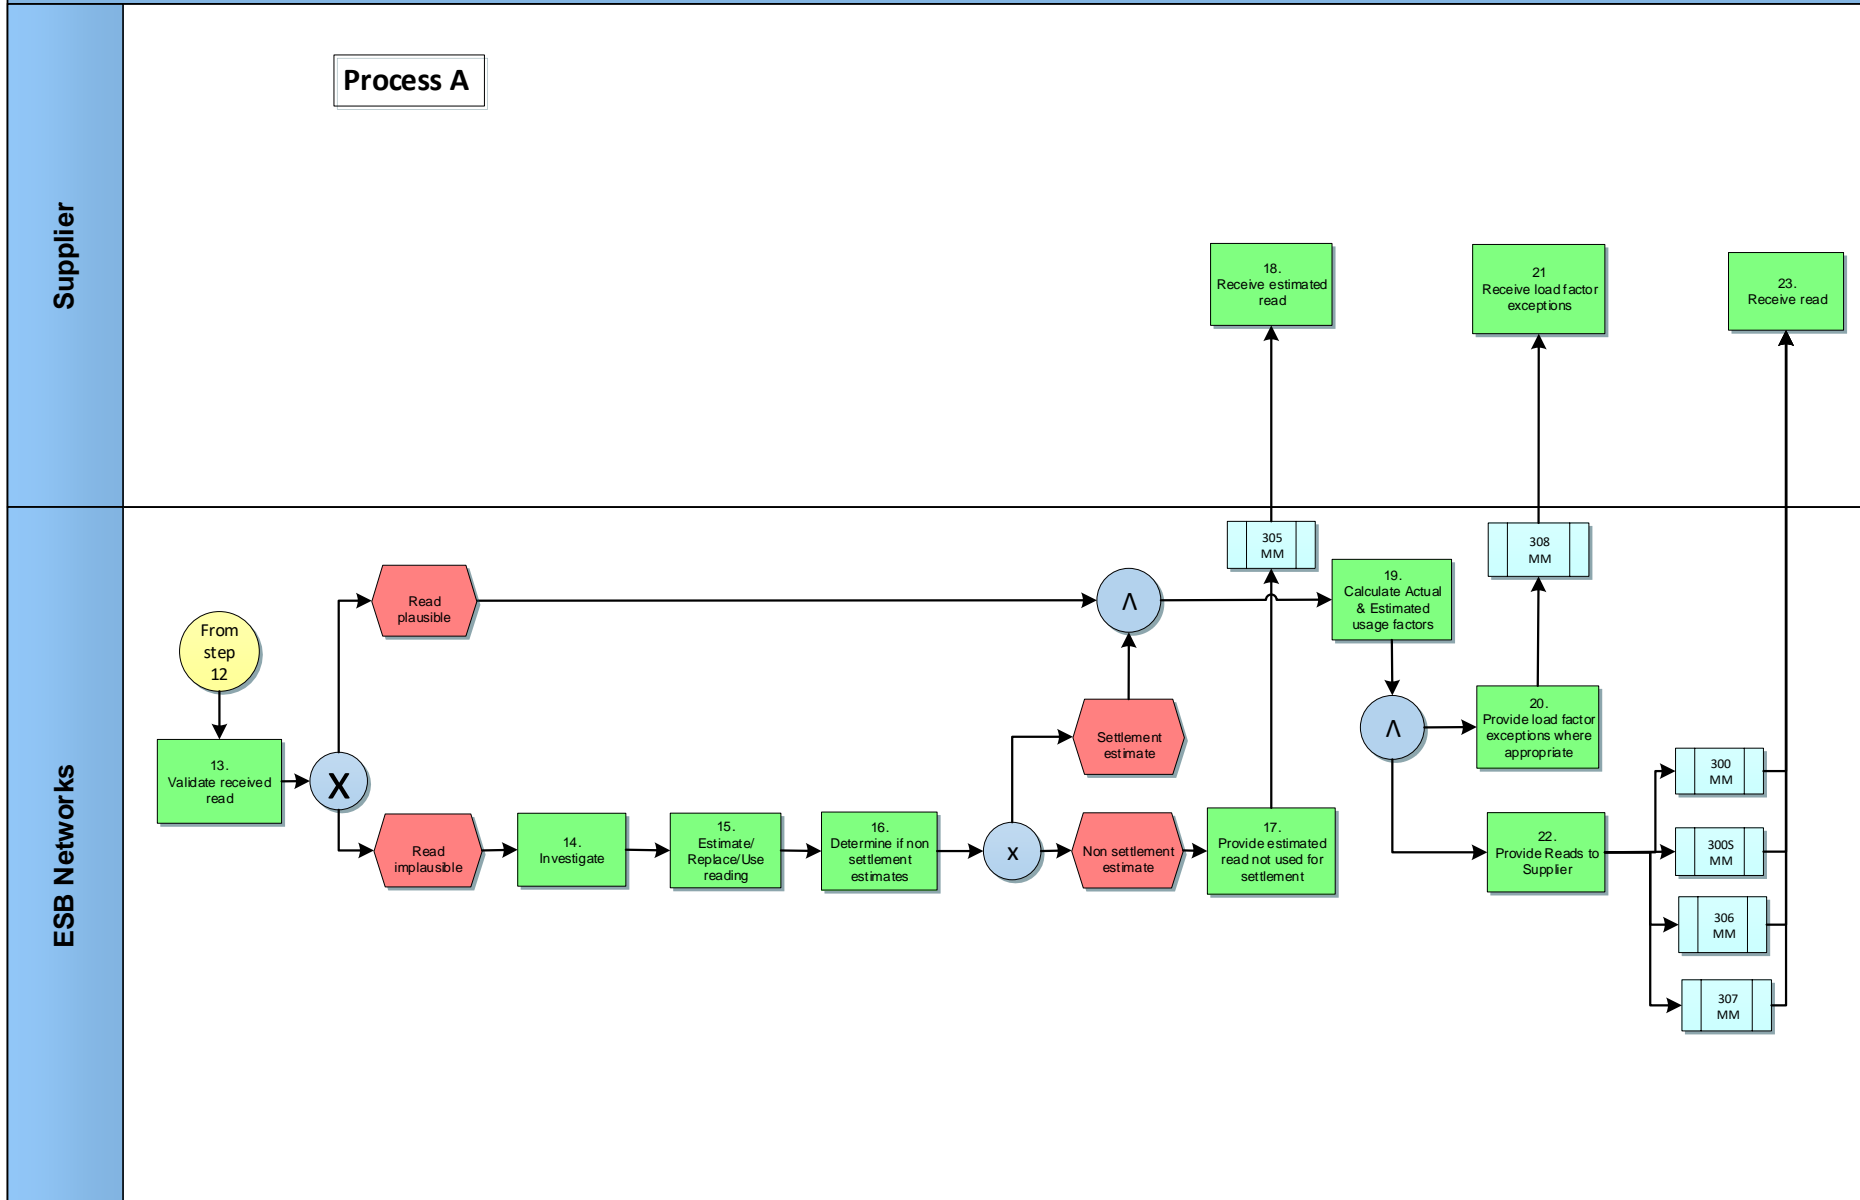 Process A
Supplier
18.
Receive estimated
read
21
Receive load factor
exceptions
23.
Receive read
ESB Networks
305
MM
308
MM
Read
plausible
Λ
19.
Calculate Actual
& Estimated
usage factors
From
step
12
13.
Validate received
read
X
Settlement
estimate
Λ
20.
Provide load factor
exceptions where
appropriate
Read
implausible
14.
Investigate
15.
Estimate/
Replace/Use
reading
16.
Determine if non
settlement
estimates
x
Non settlement
estimate
17.
Provide estimated
read not used for
settlement
22.
Provide Reads to
Supplier
300
MM
300S
MM
306
MM
307
MM